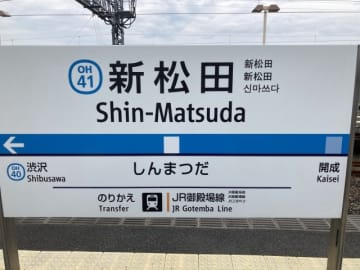 OH
41
新松田
新松田
新松田
신마쓰다
Shin-Matsuda
OH
40
渋沢
Shibusawa
しんまつだ
開成
Kaisei
のりかえ
Transfer
JR御殿場線
JR Gotemba Line